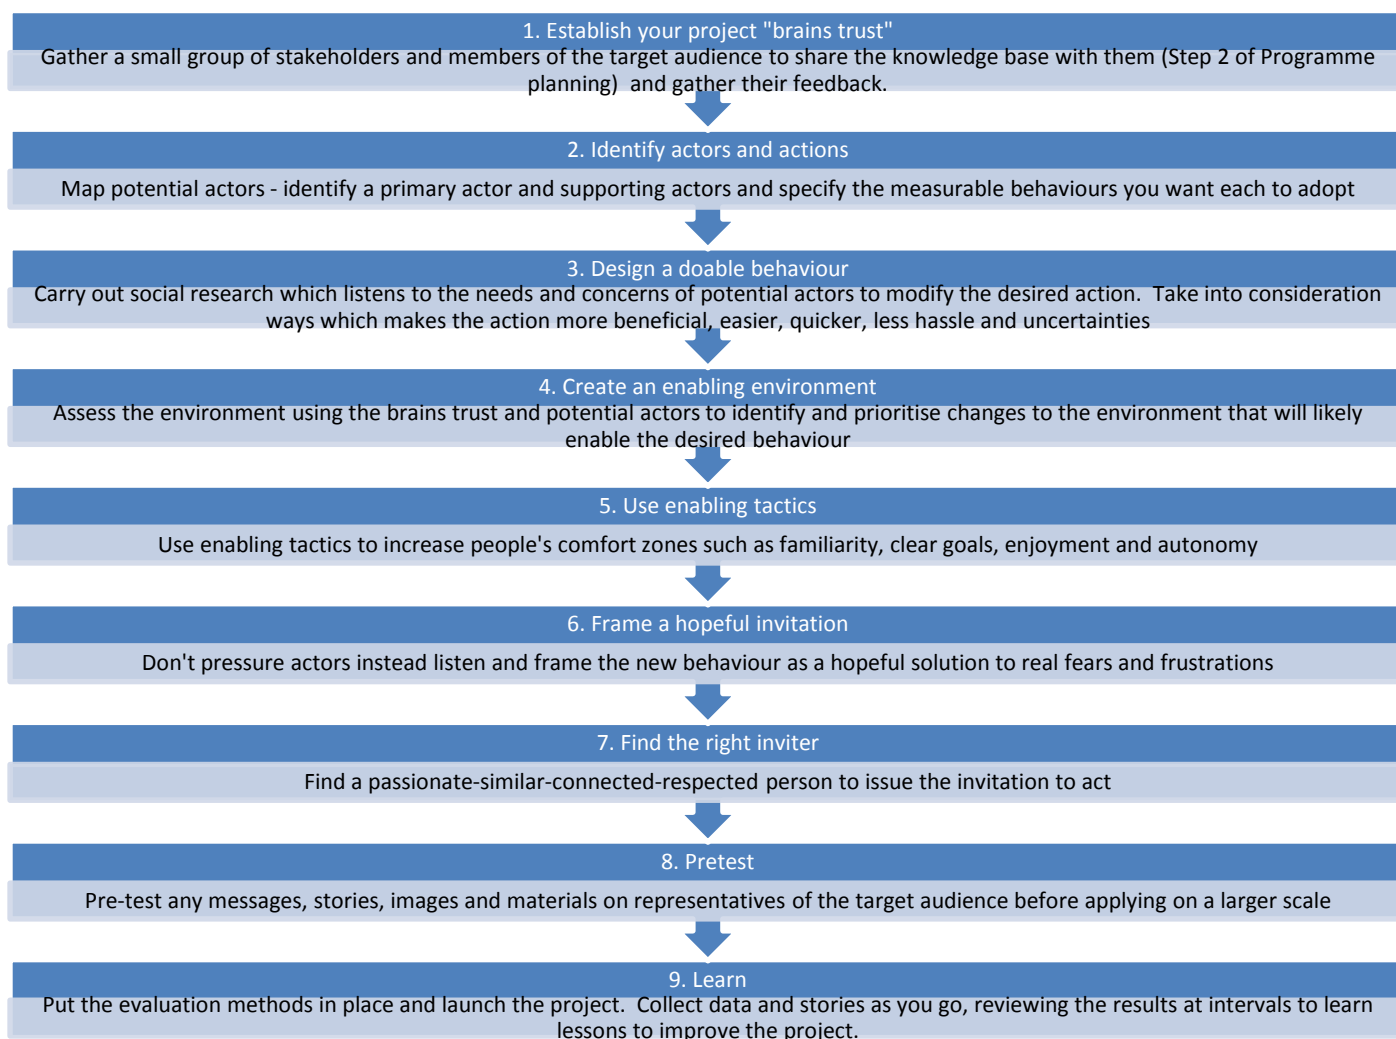 1. Establish your project "brains trust"
Gather a small group of stakeholders and members of the target audience to share the knowledge base with them (Step 2 of Programme
planning)  and gather their feedback.
2. Identify actors and actions
Map potential actors - identify a primary actor and supporting actors and specify the measurable behaviours you want each to adopt
3. Design a doable behaviour
Carry out social research which listens to the needs and concerns of potential actors to modify the desired action.  Take into consideration
ways which makes the action more beneficial, easier, quicker, less hassle and uncertainties
4. Create an enabling environment
Assess the environment using the brains trust and potential actors to identify and prioritise changes to the environment that will likely
enable the desired behaviour
5. Use enabling tactics
Use enabling tactics to increase people's comfort zones such as familiarity, clear goals, enjoyment and autonomy
6. Frame a hopeful invitation
Don't pressure actors instead listen and frame the new behaviour as a hopeful solution to real fears and frustrations
7. Find the right inviter
Find a passionate-similar-connected-respected person to issue the invitation to act
8. Pretest
Pre-test any messages, stories, images and materials on representatives of the target audience before applying on a larger scale
9. Learn
Put the evaluation methods in place and launch the project.  Collect data and stories as you go, reviewing the results at intervals to learn
lessons to improve the project.